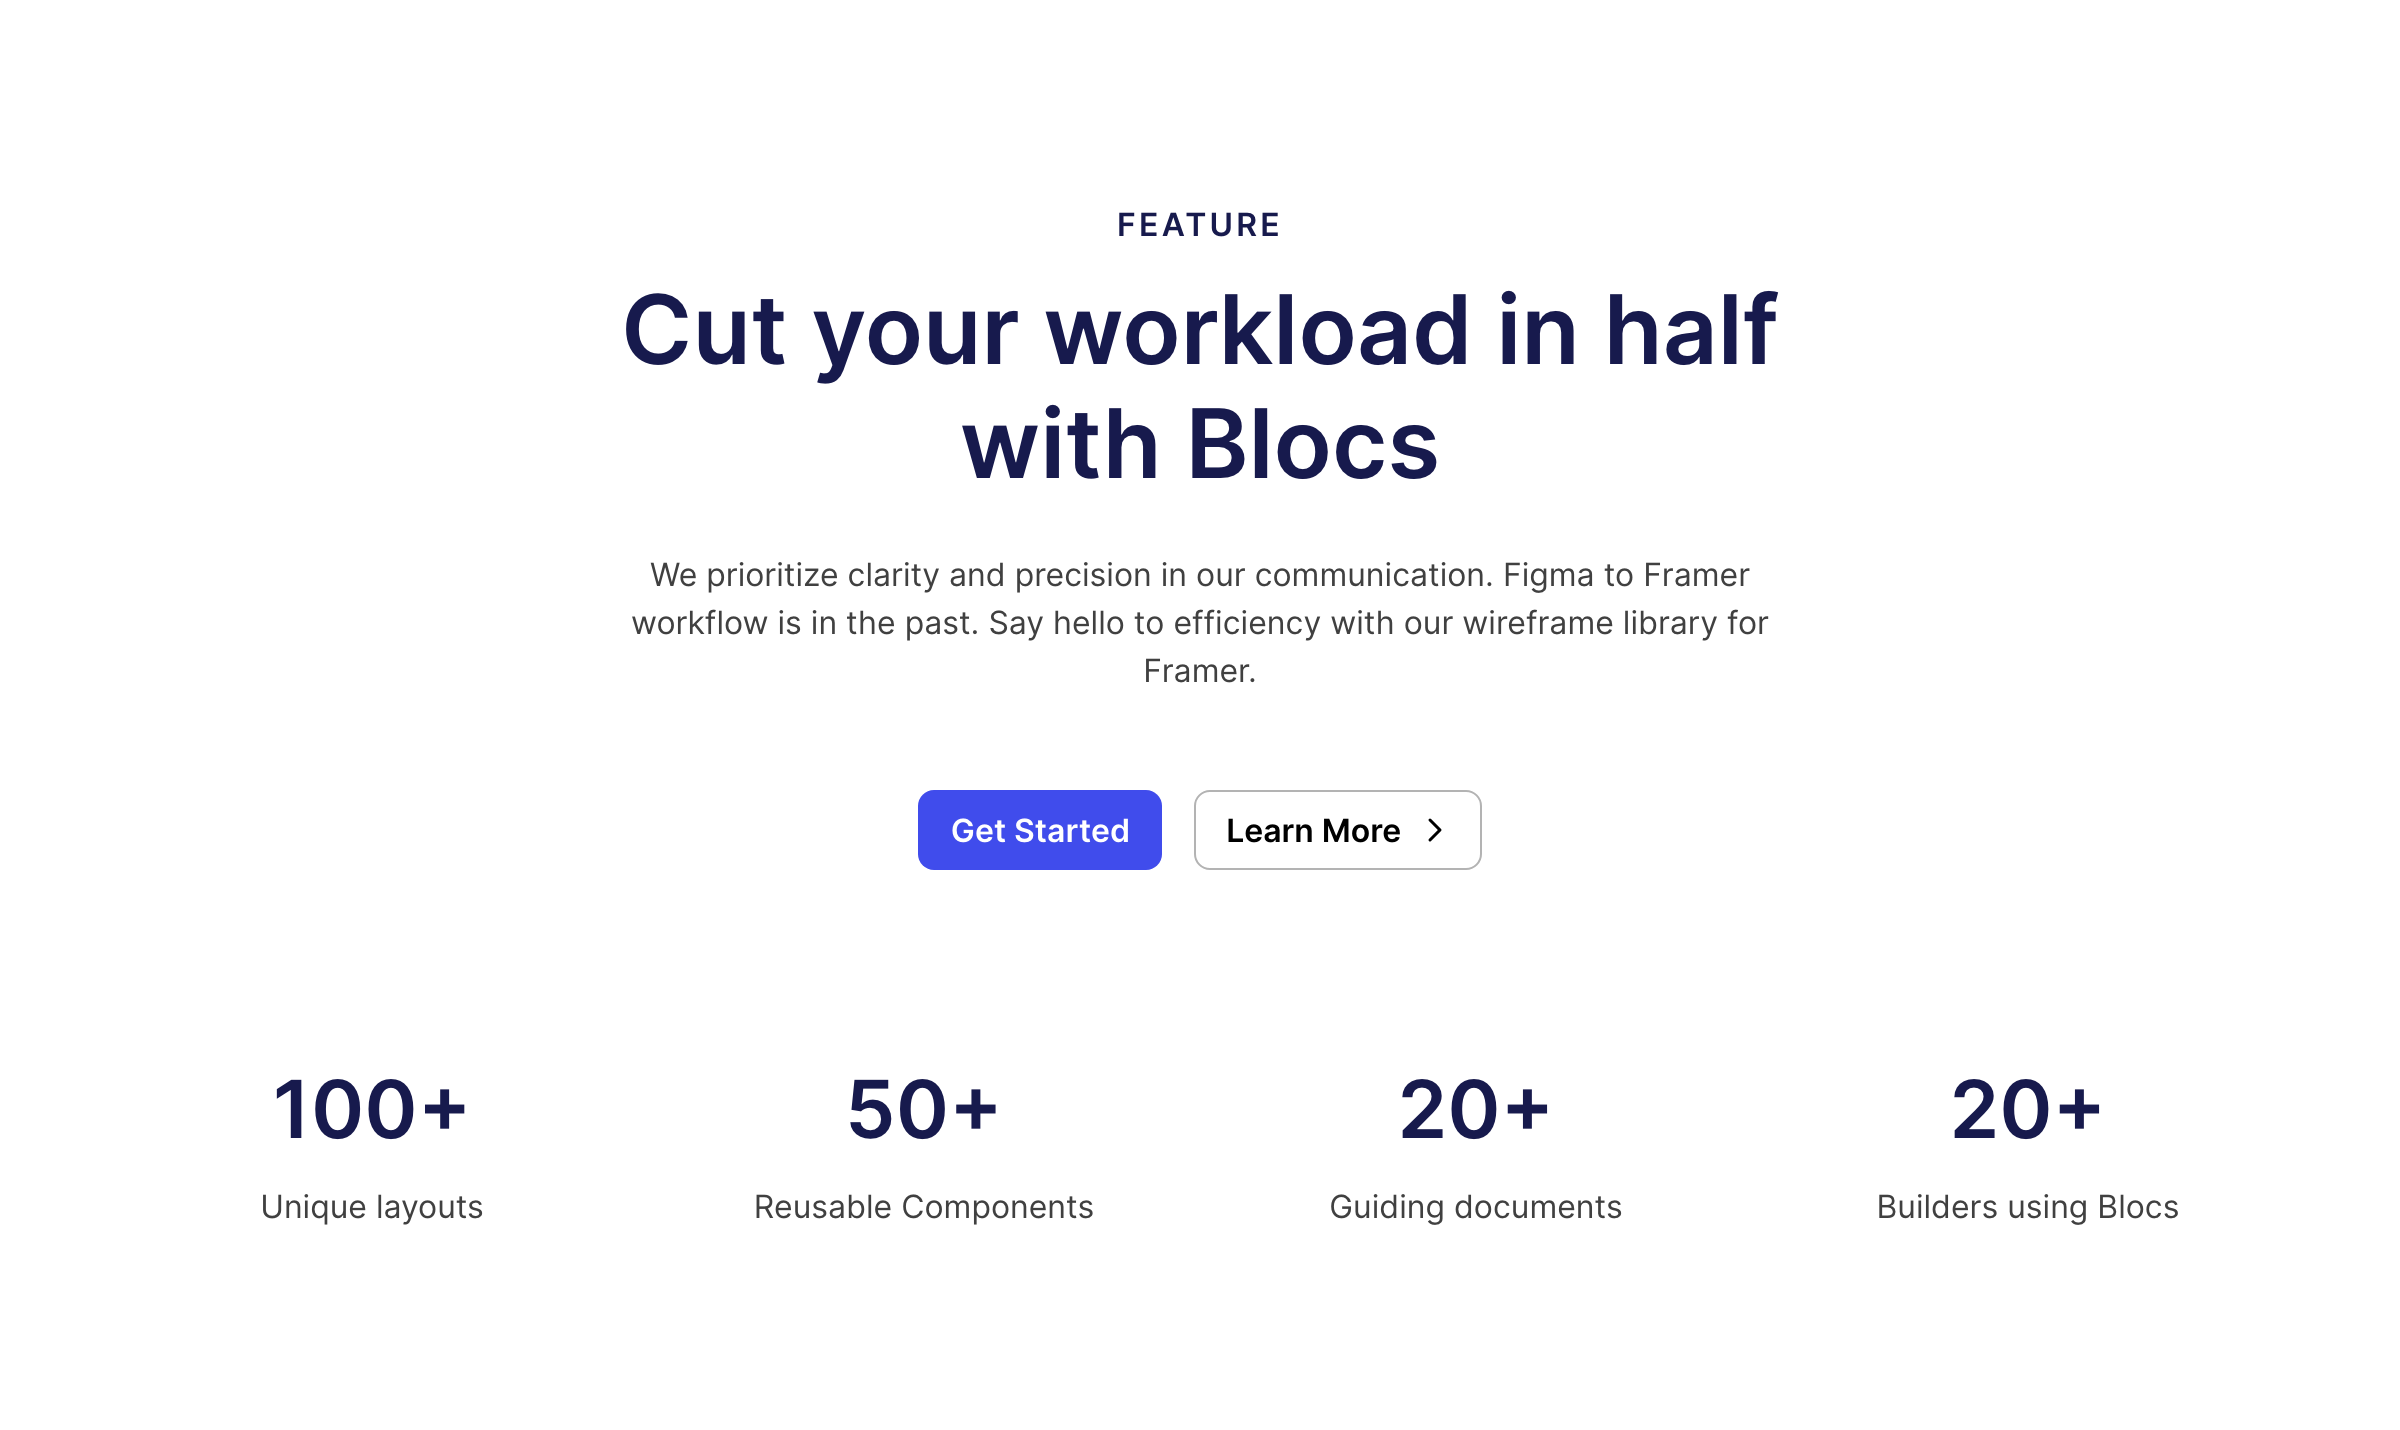 FEATURE
Cut your workload in half
with Blocs
We prioritize clarity and precision in our communication. Figma to Framer
workflow is in the past. Say hello to efficiency with our wireframe library for
Framer.
Get Started
Learn More
100+
Unique layouts
50+
Reusable Components
20+
Guiding documents
20+
Builders using Blocs